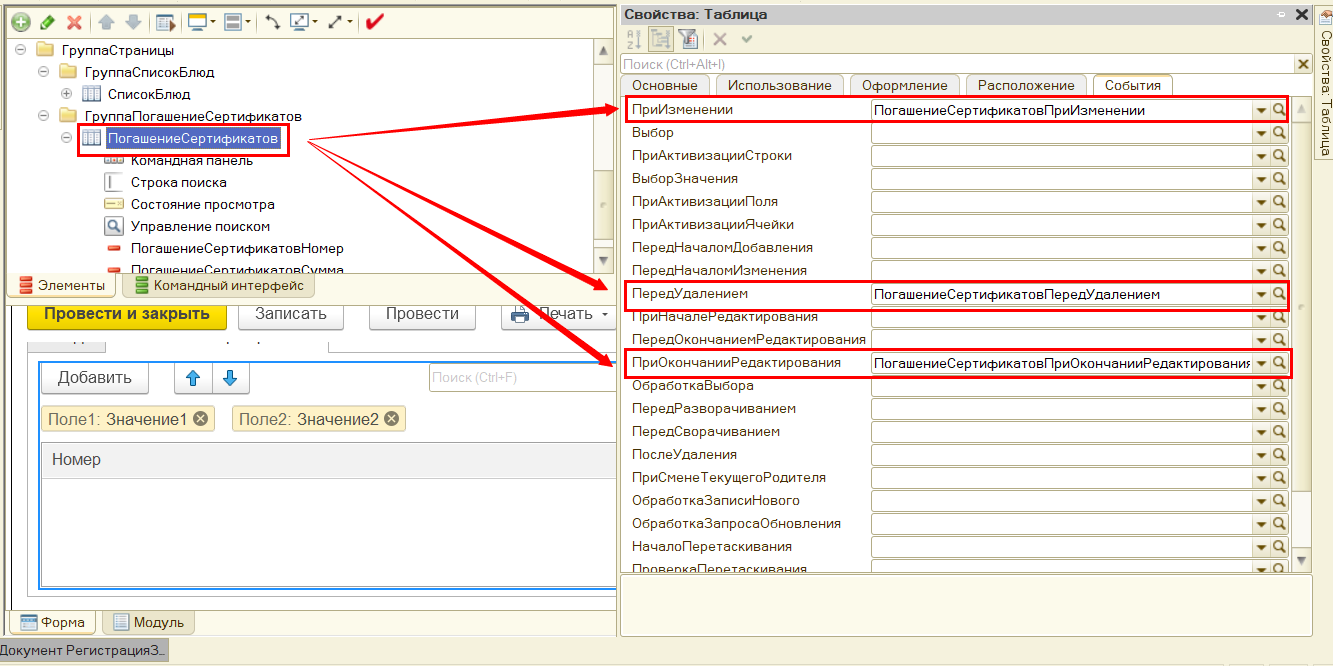 ГруппаСтраницы
ГруппаСписокБлюд
СписокБлюд
ГруппаПогашениеСертификатов
ПогашениеСертификатов
Командная панель
Строка поиска
Состояние просмотра
Управление поиском
ПогашениеСертификатовНомер
ПогашениеСертификатовСумма
Элементы
Командный интерфейс
Провести и закрыть
Записать
Провести
Печать
Добавить
Поиск (Ctrl+F)
Поле1: Значение1
Поле2: Значение2
Номер
Форма
Модуль
Документ РегистрацияЗ...
Свойства: Таблица
Поиск (Ctrl+Alt+I)
Основные
Использование
Оформление
Расположение
События
ПриИзменении ПогашениеСертификатовПриИзменении
Выбор
ПриАктивизацииСтроки
ВыборЗначения
ПриАктивизацииПоля
ПриАктивизацииЯчейки
ПередНачаломДобавления
ПередНачаломИзменения
ПередУдалением ПогашениеСертификатовПередУдалением
ПриНачалеРедактирования
ПередОкончаниемРедактирования
ПриОкончанииРедактирования ПогашениеСертификатовПриОкончанииРедактирования
ОбработкаВыбора
ПередРазворачиванием
ПередСворачиванием
ПослеУдаления
ПриСменеТекущегоРодителя
ОбработкаЗаписиНового
ОбработкаЗапросаОбновления
НачалоПеретаскивания
ПроверкаПеретаскивания
Свойства: Таблица